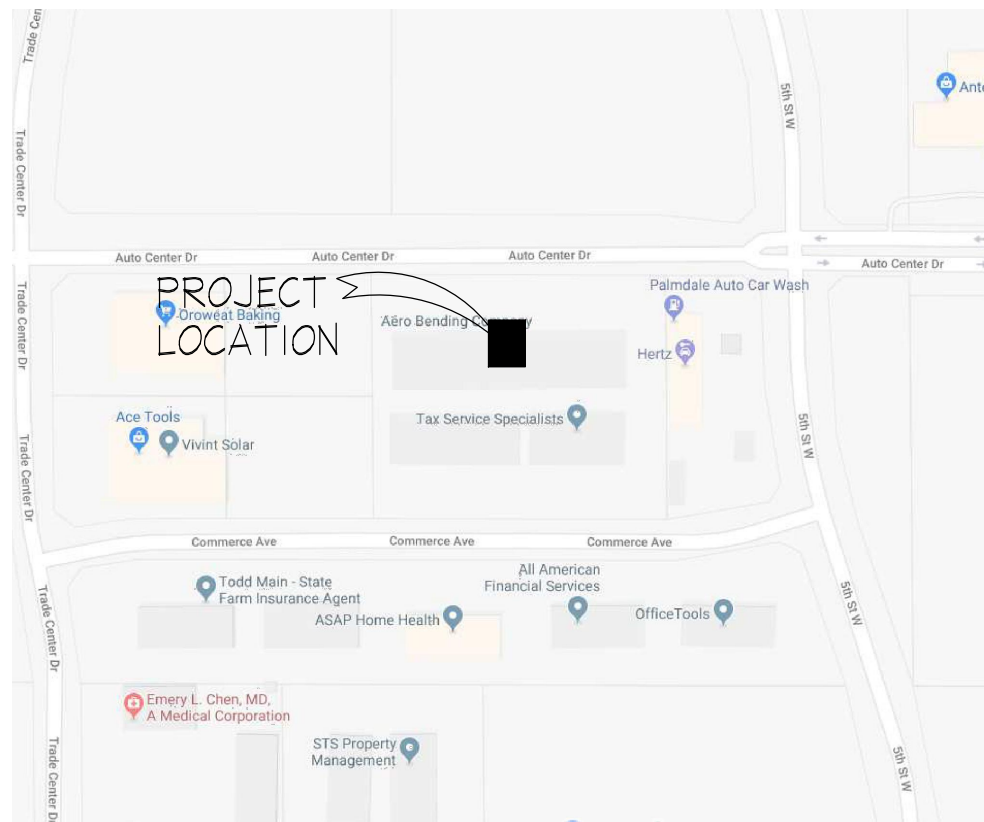 Trade Cen
5th St W
Ante
Trade Center Dr
Auto Center Dr
Auto Center Dr
Auto Center Dr
Auto Center Dr
Trade Center Dr
PROJECT
LOCATION
Palmdale Auto Car Wash
Oroweat Baking
Aero Bending Company
Hertz
Ace Tools
Vivint Solar
Tax Service Specialists
5th St W
Trade Center Dr
Commerce Ave
Commerce Ave
Commerce Ave
Todd Main - State
Farm Insurance Agent
All American
Financial Services
ASAP Home Health
OfficeTools
5th St W
Trade Center Dr
Emery L. Chen, MD,
A Medical Corporation
STS Property
Management
Trade Center Dr
5th St W